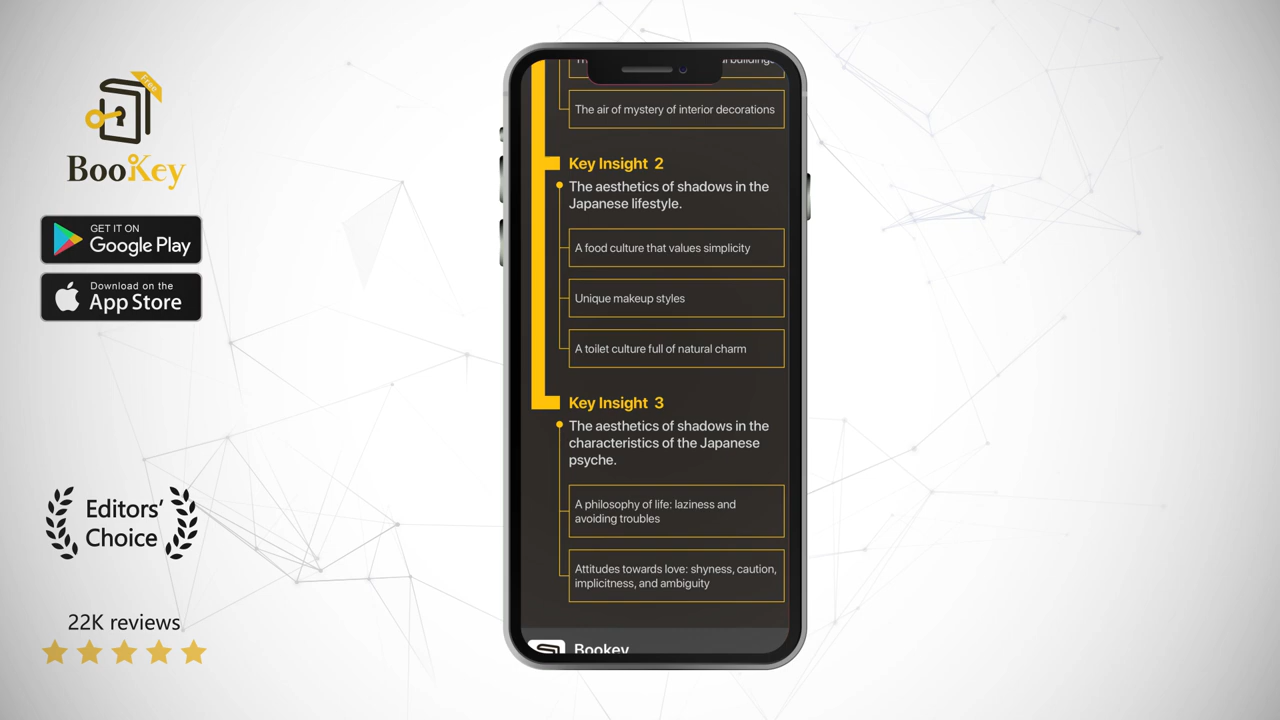 Free
BooKey
GET IT ON
Google Play
Download on the
App Store
Editors’
Choice
22K reviews
The air of mystery of interior decorations
Key Insight 2
The aesthetics of shadows in the
Japanese lifestyle.
A food culture that values simplicity
Unique makeup styles
A toilet culture full of natural charm
Key Insight 3
The aesthetics of shadows in the
characteristics of the Japanese
psyche.
A philosophy of life: laziness and
avoiding troubles
Attitudes towards love: shyness, caution,
implicitness, and ambiguity
Bookey